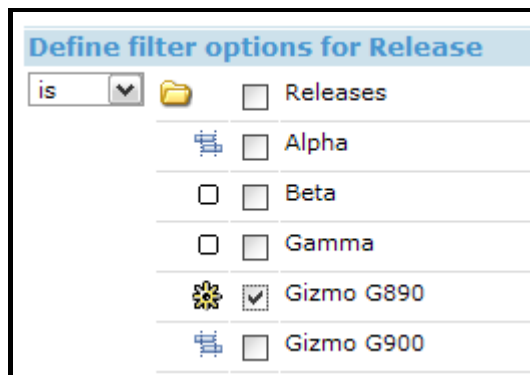 Define filter options for Release
is
Releases
Alpha
Beta
Gamma
Gizmo G890
Gizmo G900